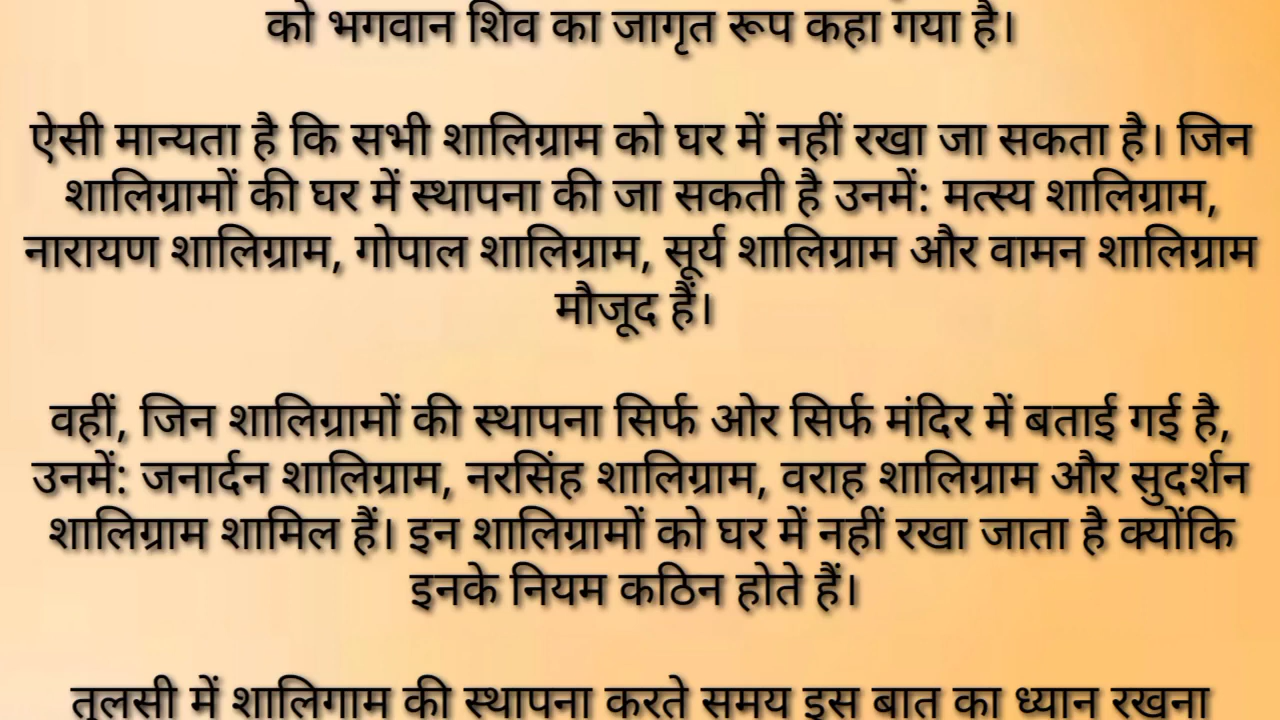 को भगवान शिव का जागृत रूप कहा गया है।
ऐसी मान्यता है कि सभी शालिग्राम को घर में नहीं रखा जा सकता है। जिन
शालिग्रामों की घर में स्थापना की जा सकती है उनमें: मत्स्य शालिग्राम,
नारायण शालिग्राम, गोपाल शालिग्राम, सूर्य शालिग्राम और वामन शालिग्राम
मौजूद हैं।
वहीं, जिन शालिग्रामों की स्थापना सिर्फ ओर सिर्फ मंदिर में बताई गई है,
उनमें: जनार्दन शालिग्राम, नरसिंह शालिग्राम, वराह शालिग्राम और सुदर्शन
शालिग्राम शामिल हैं। इन शालिग्रामों को घर में नहीं रखा जाता है क्योंकि
इनके नियम कठिन होते हैं।
तुलसी में शालिग्राम की स्थापना करते समय इस बात का ध्यान रखना